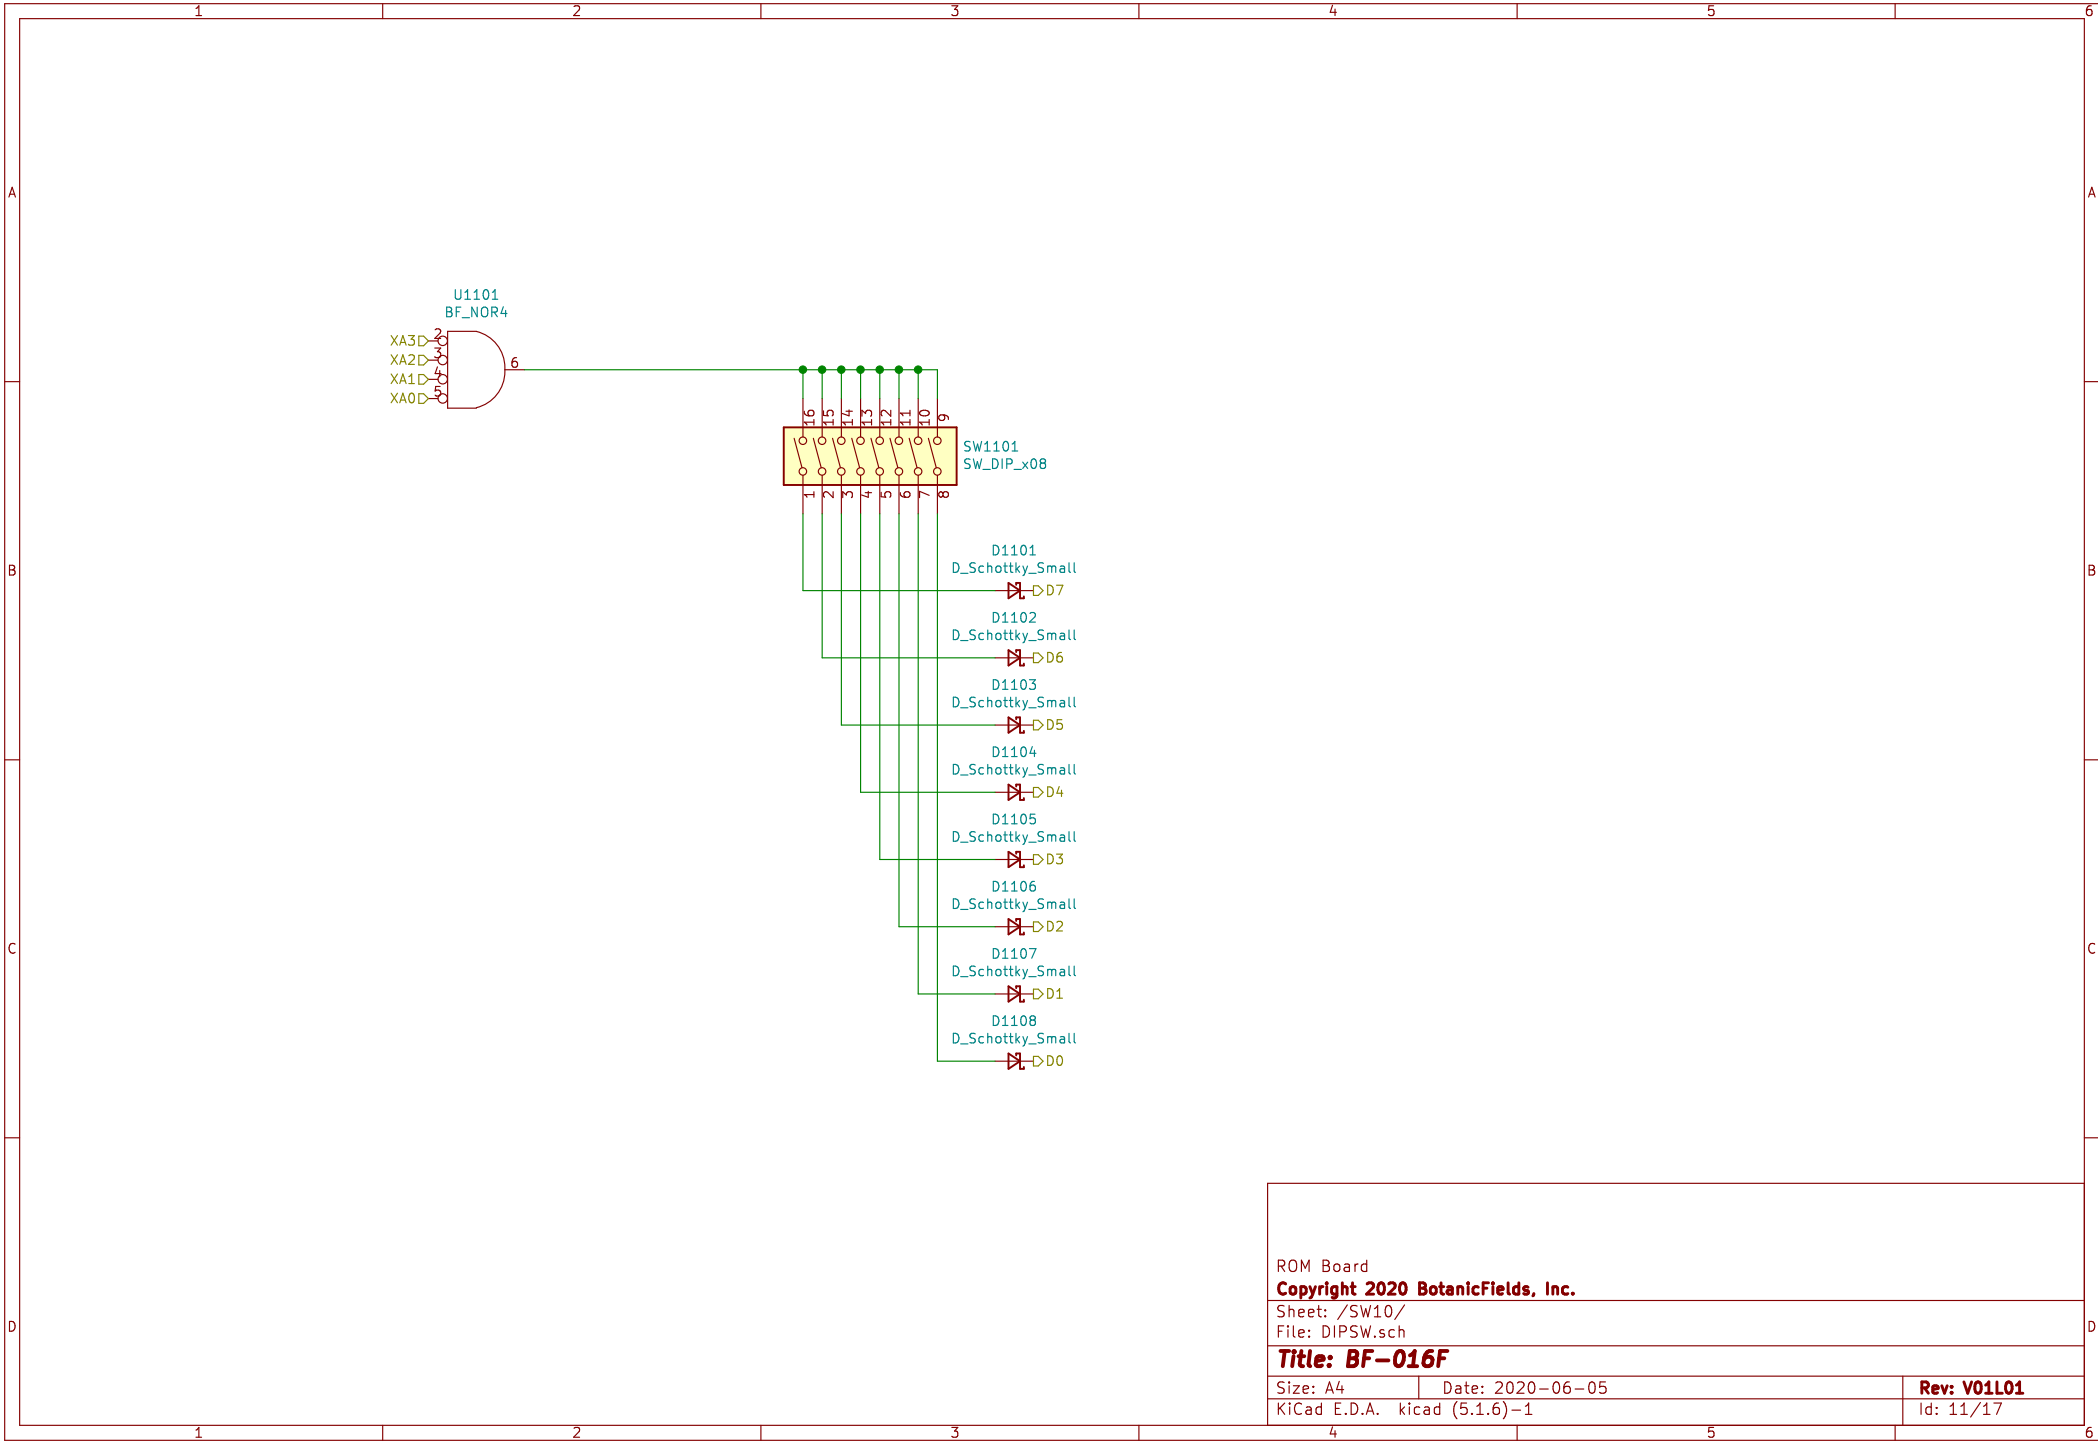 1 2 3 4 5 6
A A
U1101
BF_NOR4
XA3 2
XA2 3
XA1 4
XA0 5
6
16 15 14 13 12 11 10 9
SW1101
SW_DIP_x08
1 2 3 4 5 6 7 8
D1101
D_Schottky_Small
B B
D7
D1102
D_Schottky_Small
D6
D1103
D_Schottky_Small
D5
D1104
D_Schottky_Small
D4
D1105
D_Schottky_Small
D3
D1106
D_Schottky_Small
D2
C C
D1107
D_Schottky_Small
D1
D1108
D_Schottky_Small
D0
ROM Board
Copyright 2020 BotanicFields, Inc.
Sheet: /SW10/
D D
File: DIPSW.sch
Title: BF-016F
Size: A4 Date: 2020-06-05 Rev: V01L01
KiCad E.D.A. kicad (5.1.6)-1 Id: 11/17
1 2 3 4 5 6